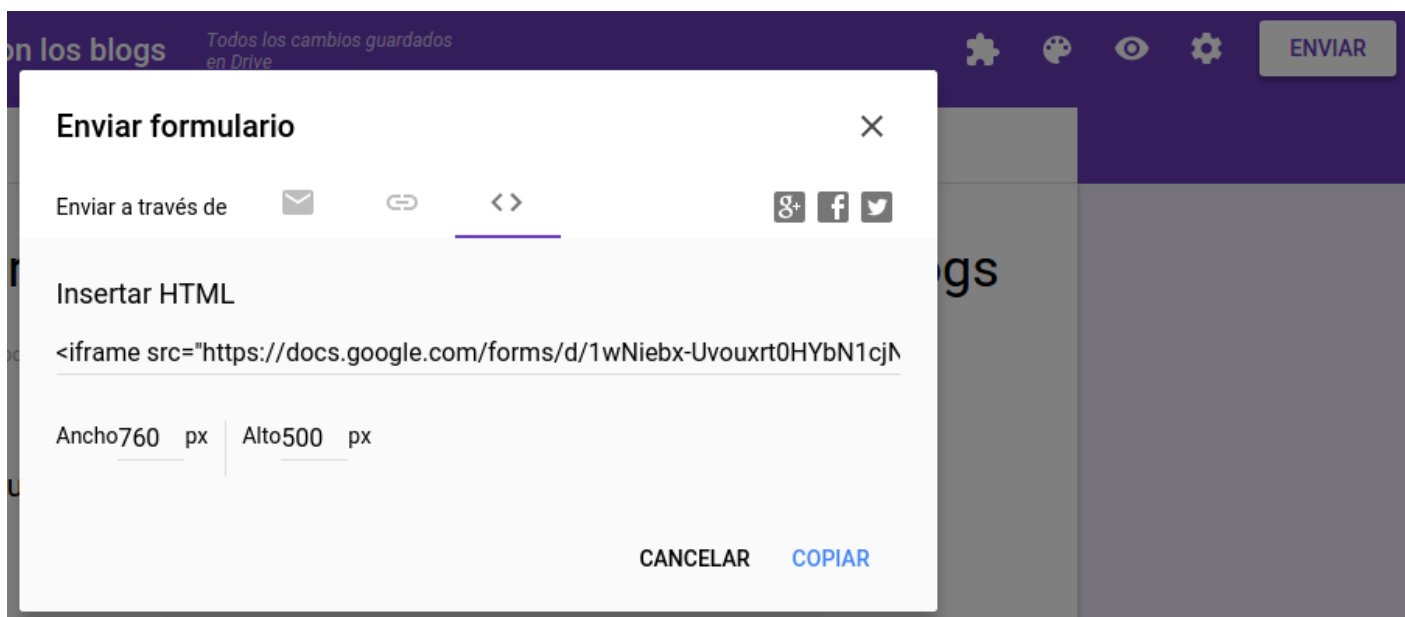 on los blogs
Todos los cambios guardados
en Drive
ENVIAR
Enviar formulario
Enviar a través de
Insertar HTML
<iframe src="https://docs.google.com/forms/d/1wNiebx-Uvouxrt0HYbN1cjN
Ancho 760 px Alto 500 px
CANCELAR COPIAR